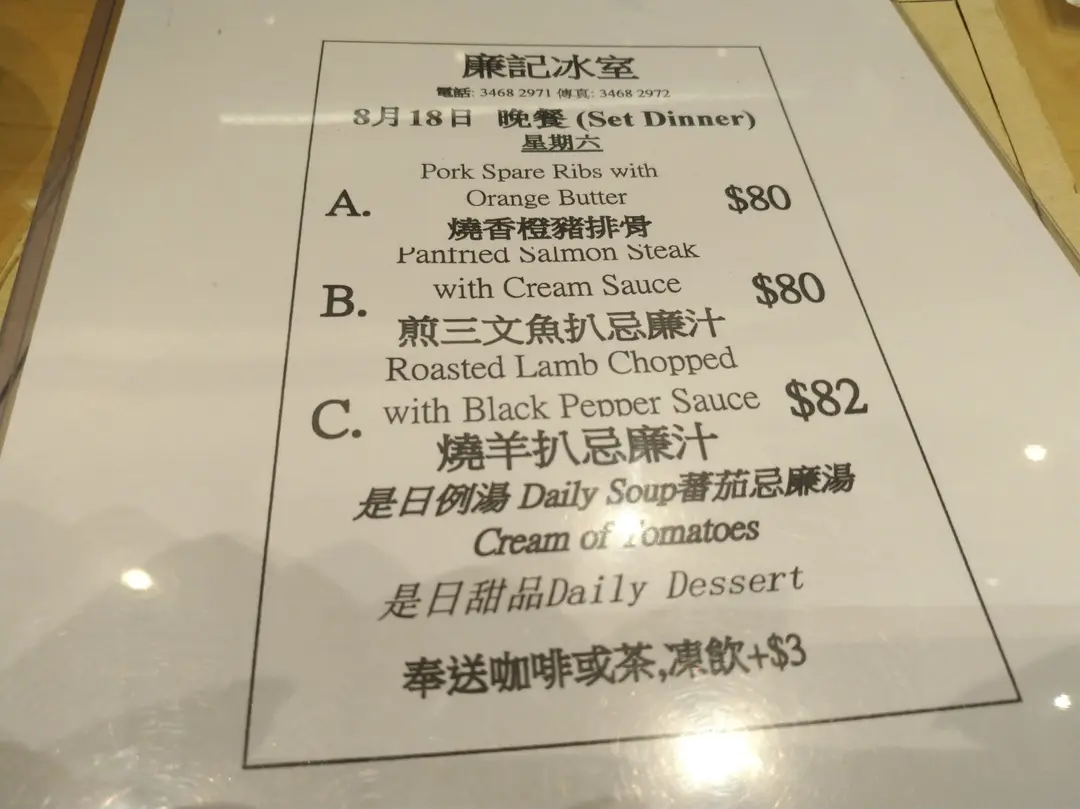 廉記冰室
電話: 3468 2971 傳真: 3468 2972
8月18日 晚餐 (Set Dinner)
星期六
Pork Spare Ribs with
Orange Butter
A. $80
燒香橙豬排骨
Panfried Salmon Steak
with Cream Sauce
B. $80
煎三文魚扒忌廉汁
Roasted Lamb Chopped
C. with Black Pepper Sauce $82
燒羊扒忌廉汁
是日例湯 Daily Soup蕃茄忌廉湯
Cream of Tomatoes
是日甜品Daily Dessert
奉送咖啡或茶,凍飲+$3